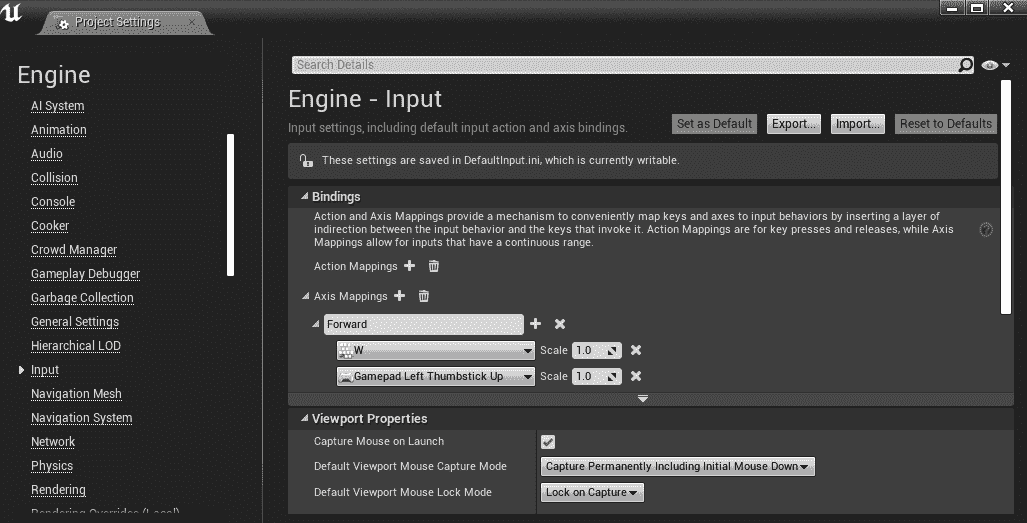 Project Settings
Engine
AI System
Animation
Audio
Collision
Console
Cooker
Crowd Manager
Gameplay Debugger
Garbage Collection
General Settings
Hierarchical LOD
Input
Navigation Mesh
Navigation System
Network
Physics
Rendering
Rendering Overrides (Local)
Search Details
Engine - Input
Input settings, including default input action and axis bindings.
Set as Default
Export...
Import...
Reset to Defaults
These settings are saved in DefaultInput.ini, which is currently writable.
Bindings
Action and Axis Mappings provide a mechanism to conveniently map keys and axes to input behaviors by inserting a layer of
indirection between the input behavior and the keys that invoke it. Action Mappings are for key presses and releases, while Axis
Mappings allow for inputs that have a continuous range.
Action Mappings
Axis Mappings
Forward
W Scale 1.0
Gamepad Left Thumbstick Up Scale 1.0
Viewport Properties
Capture Mouse on Launch
Default Viewport Mouse Capture Mode Capture Permanently Including Initial Mouse Down
Default Viewport Mouse Lock Mode Lock on Capture